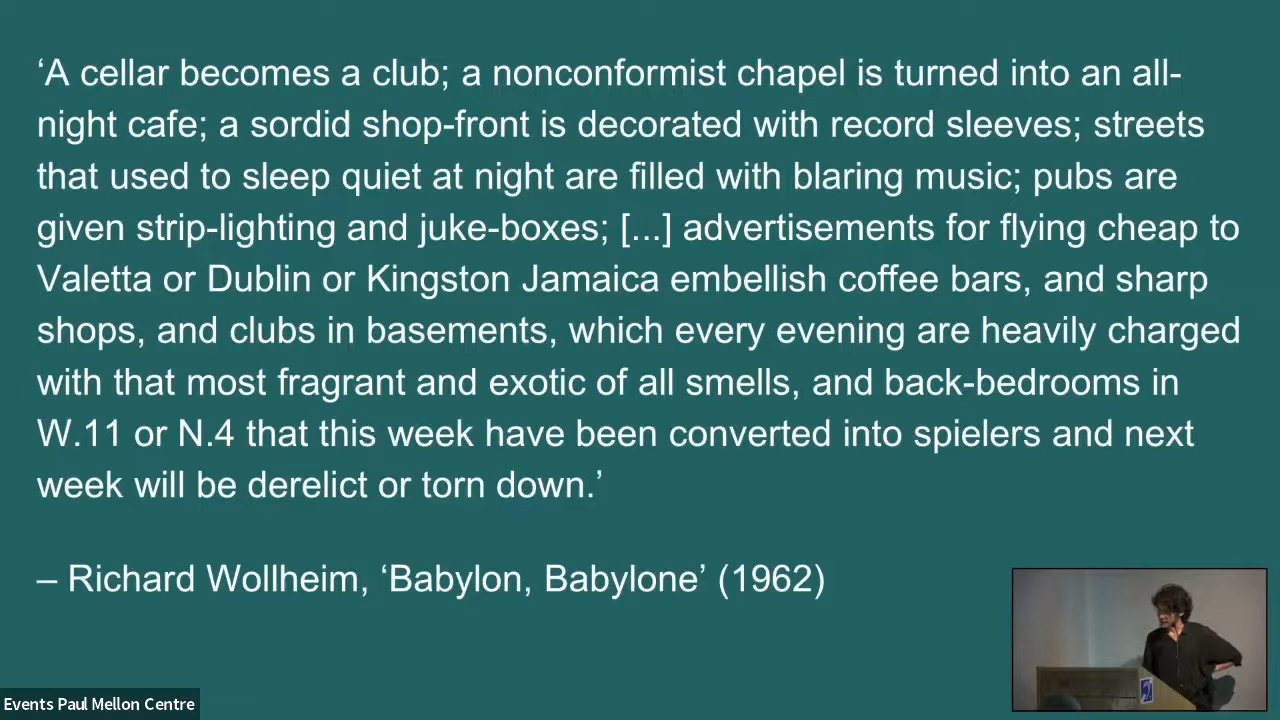 ‘A cellar becomes a club; a nonconformist chapel is turned into an all-
night cafe; a sordid shop-front is decorated with record sleeves; streets
that used to sleep quiet at night are filled with blaring music; pubs are
given strip-lighting and juke-boxes; [...] advertisements for flying cheap to
Valetta or Dublin or Kingston Jamaica embellish coffee bars, and sharp
shops, and clubs in basements, which every evening are heavily charged
with that most fragrant and exotic of all smells, and back-bedrooms in
W.11 or N.4 that this week have been converted into spielers and next
week will be derelict or torn down.’
– Richard Wollheim, ‘Babylon, Babylone’ (1962)
Events Paul Mellon Centre